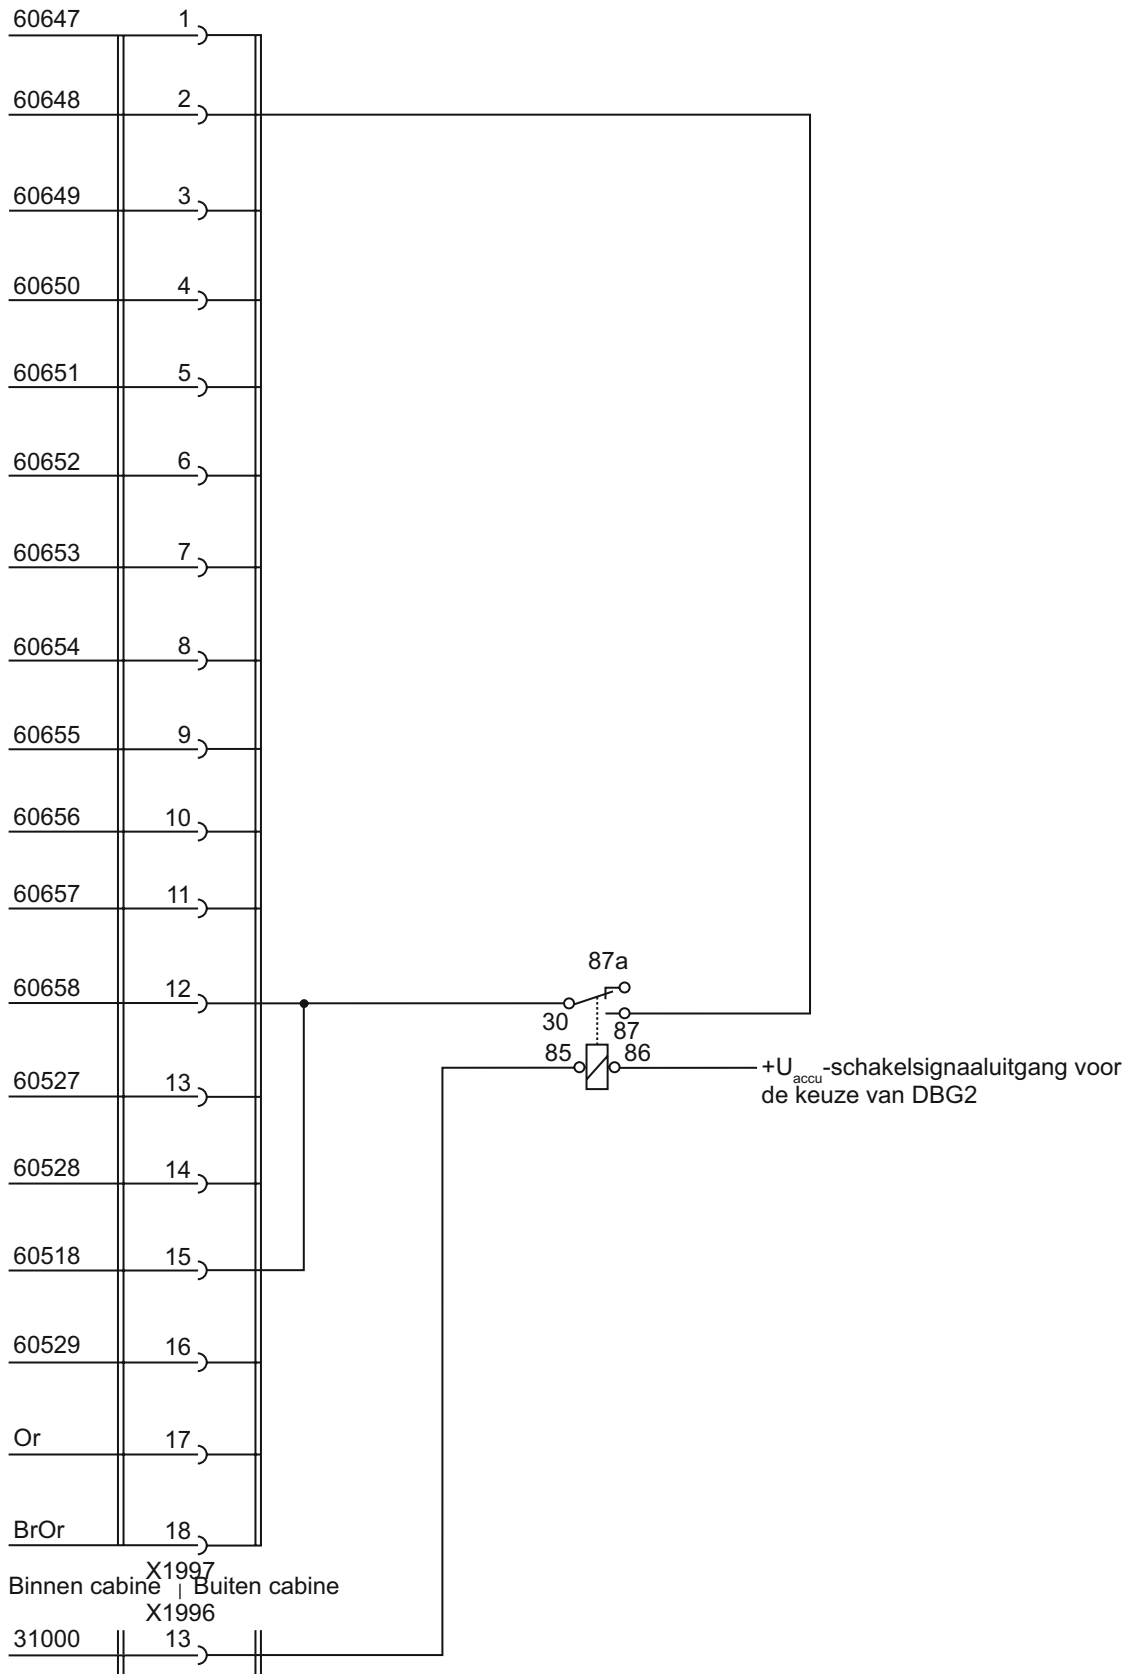 60647 1
60648 2
60649 3
60650 4
60651 5
60652 6
60653 7
60654 8
60655 9
60656 10
60657 11
87a
60658 12
30
87
85 86
+Uaccu-schakelsignaaluitgang voor
de keuze van DBG2
60527 13
60528 14
60518 15
60529 16
Or 17
BrOr 18
X1997
Binnen cabine | Buiten cabine
X1996
31000 13